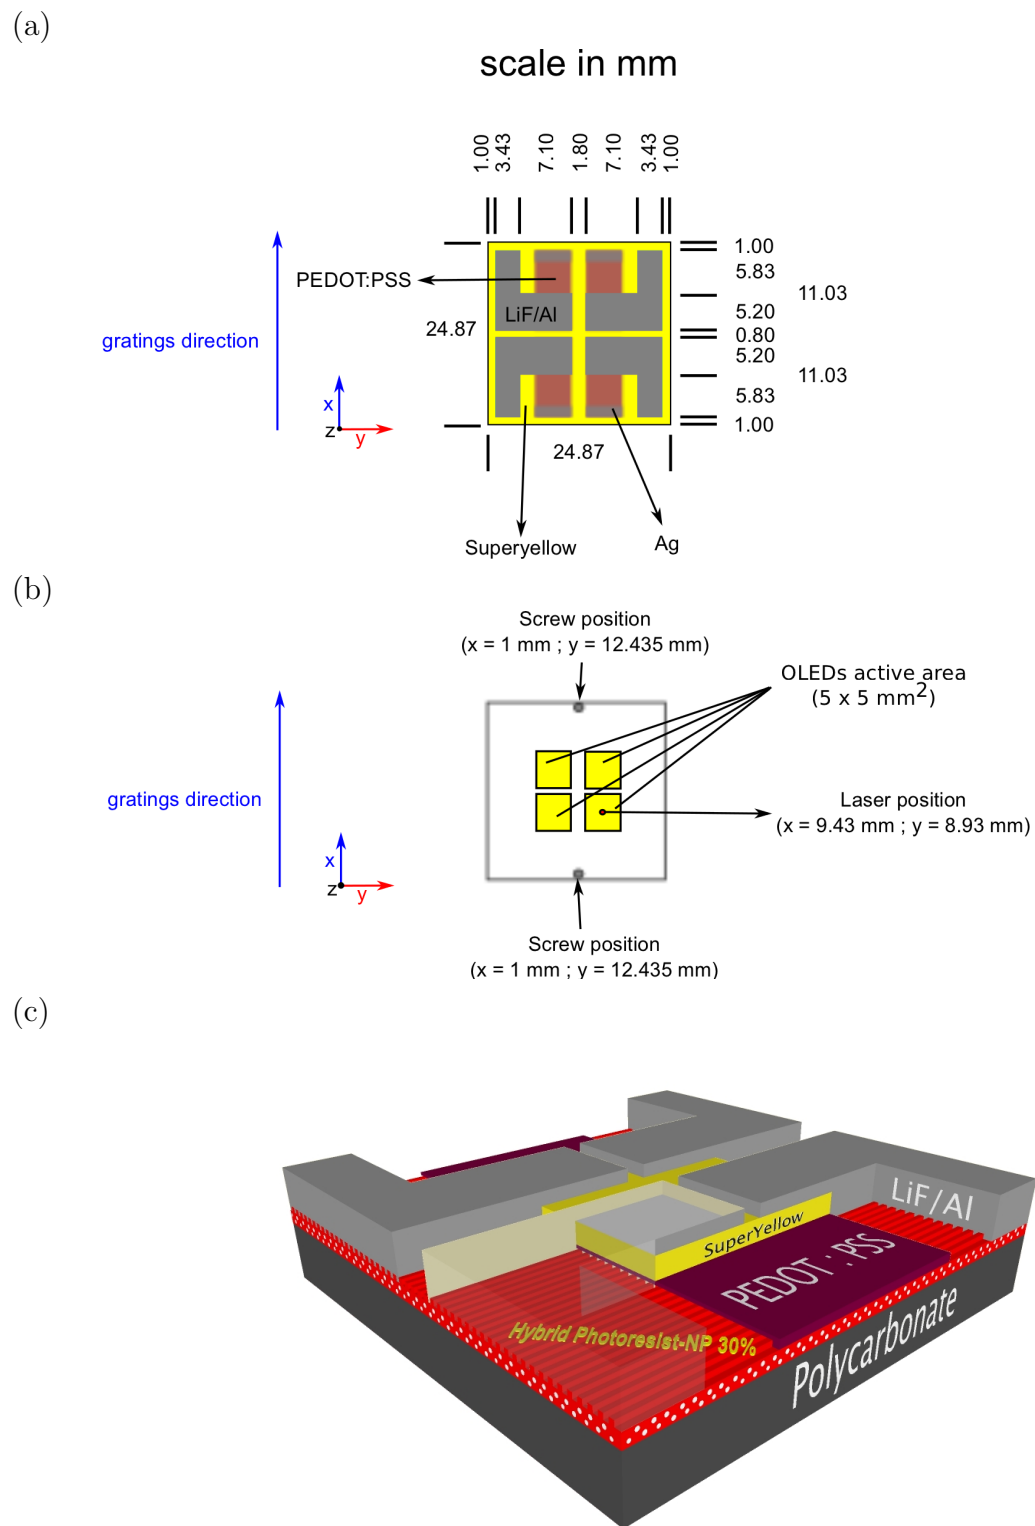 (a)
scale in mm
1.00 3.43 7.10 1.80 7.10 3.43 1.00
1.00
5.83
11.03
5.20
0.80
5.20
11.03
5.83
1.00
PEDOT:PSS
LiF/Al
24.87
gratings direction
x
z
y
24.87
Superyellow
Ag
(b)
Screw position
(x = 1 mm ; y = 12.435 mm)
OLEDs active area
(5 x 5 mm2)
gratings direction
Laser position
(x = 9.43 mm ; y = 8.93 mm)
x
z
y
Screw position
(x = 1 mm ; y = 12.435 mm)
(c)
LiF/Al
SuperYellow
PEDOT : PSS
Hybrid Photoresist-NP 30%
Polycarbonate